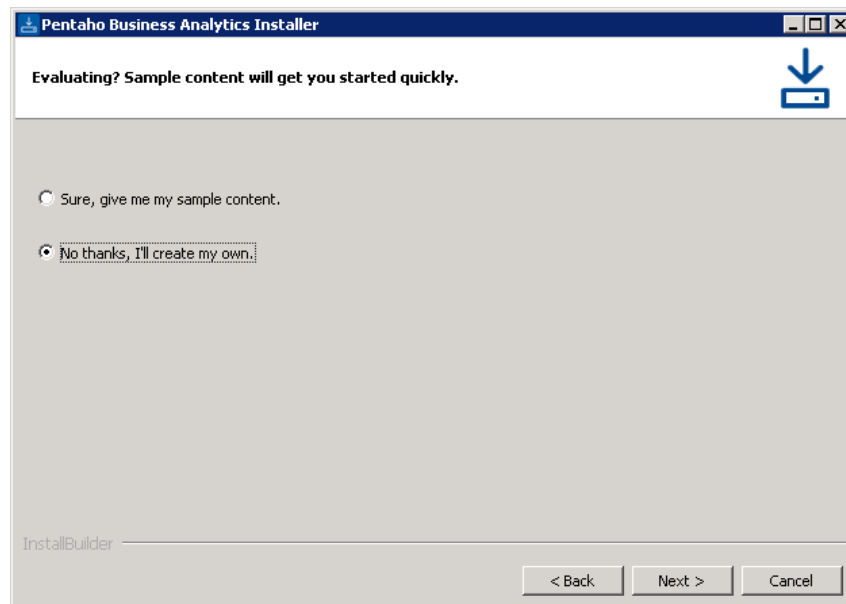 Pentaho Business Analytics Installer
Evaluating? Sample content will get you started quickly.
Sure, give me my sample content.
No thanks, I'll create my own.
InstallBuilder
< Back Next > Cancel